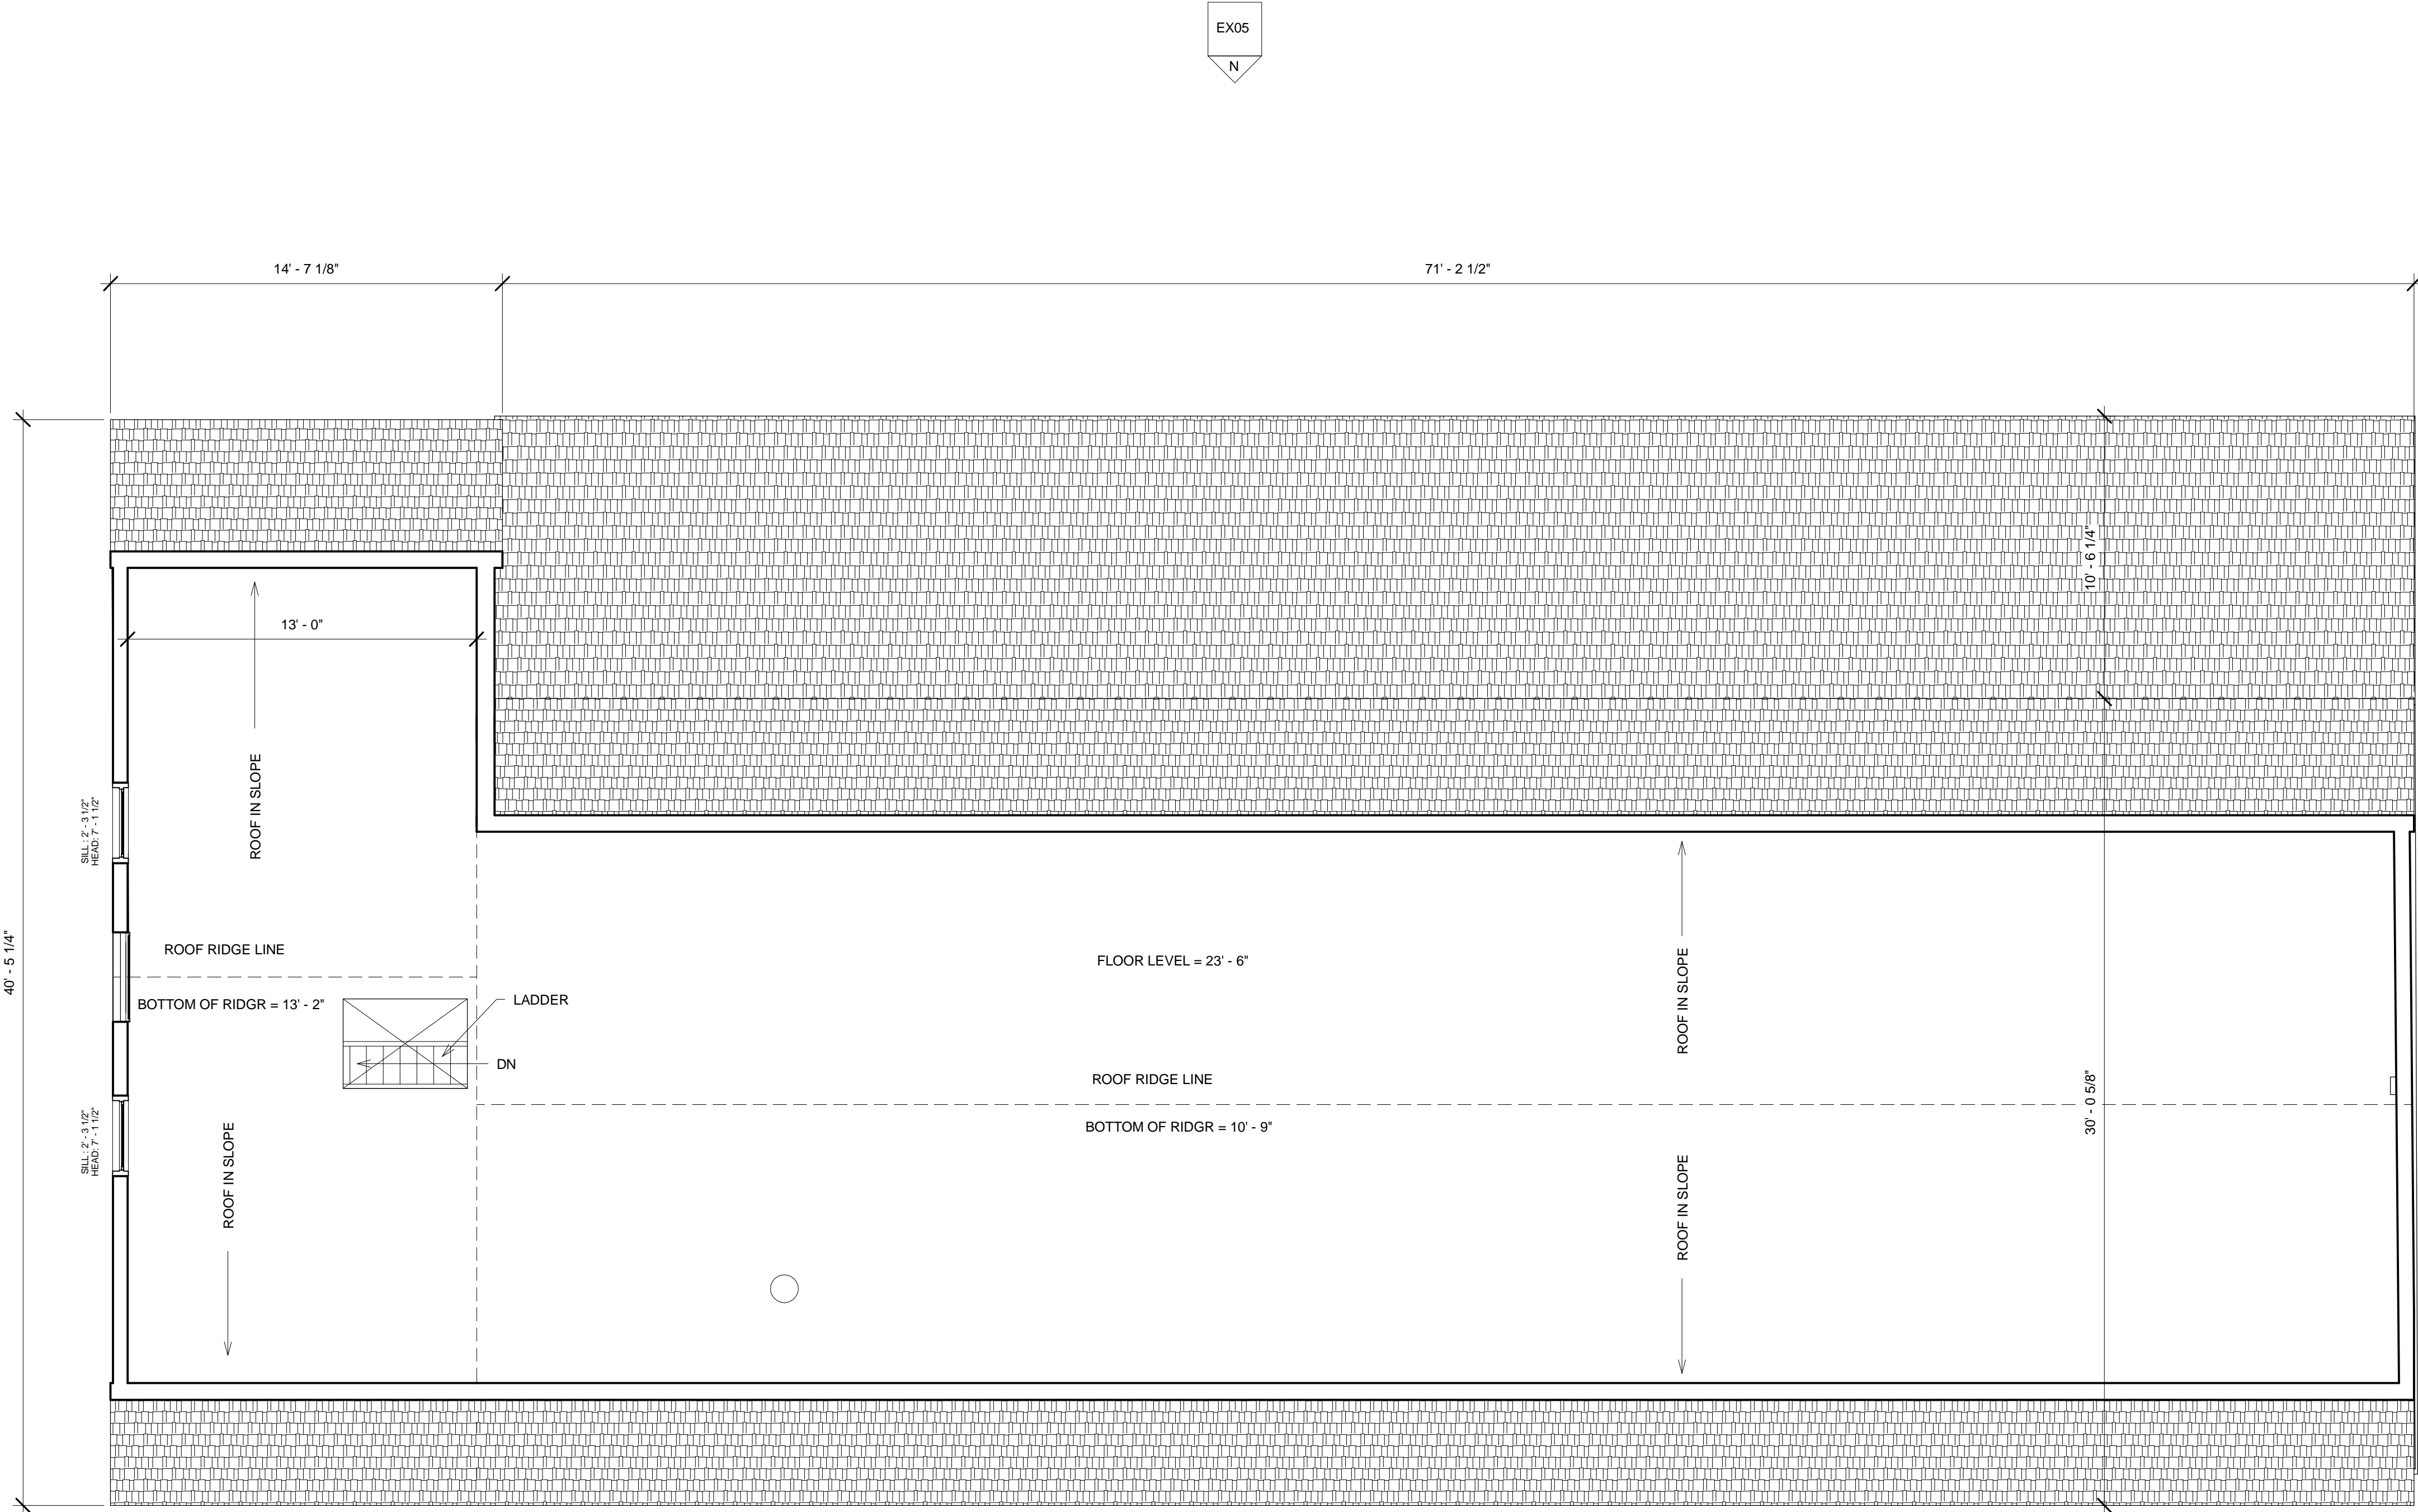 EX05
N
14' - 7 1/8"
71' - 2 1/2"
10' - 6 1/4"
13' - 0"
ROOF IN SLOPE
SILL : 2' - 3 1/2"
HEAD: 7' - 1 1/2"
40' - 5 1/4"
ROOF RIDGE LINE
BOTTOM OF RIDGR = 13' - 2"
FLOOR LEVEL = 23' - 6"
ROOF IN SLOPE
LADDER
DN
ROOF RIDGE LINE
BOTTOM OF RIDGR = 10' - 9"
30' - 0 5/8"
SILL : 2' - 3 1/2"
HEAD: 7' - 1 1/2"
ROOF IN SLOPE
ROOF IN SLOPE